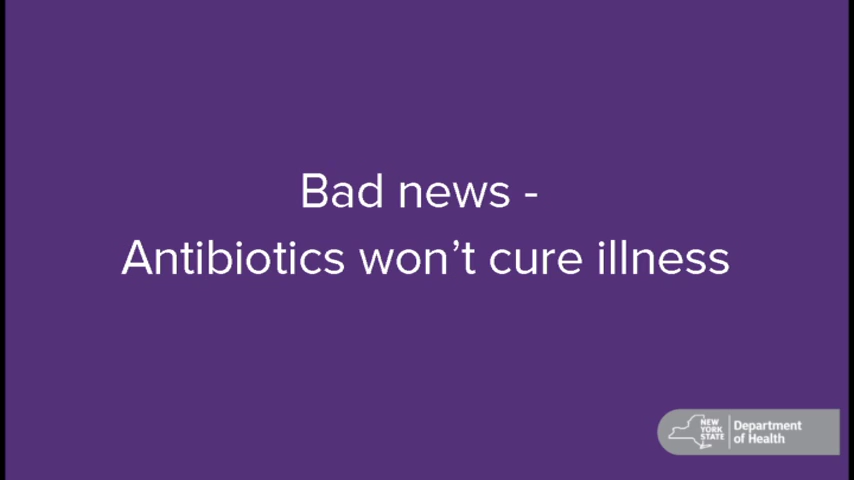 Bad news -
Antibiotics won’t cure illness
NEW
YORK
STATE
Department
of Health